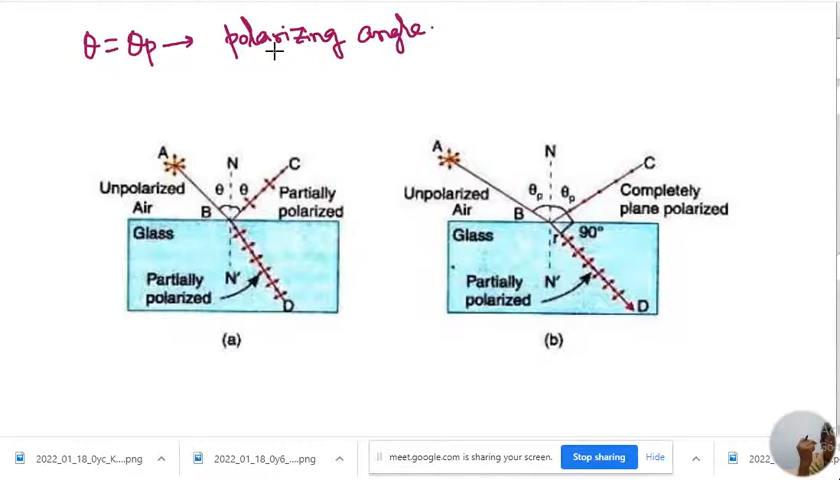 θ = θp → polarizing angle.
A N C
θ θ
Unpolarized Partially polarized
Air B
Glass
Partially polarized N' D
(a)
A N C
θp θp
Unpolarized Completely plane polarized
Air B
Glass r 90°
Partially polarized N' D
(b)
2022_01_18_0yc_K....png 2022_01_18_0y6_....png meet.google.com is sharing your screen. Stop sharing Hide 2022_